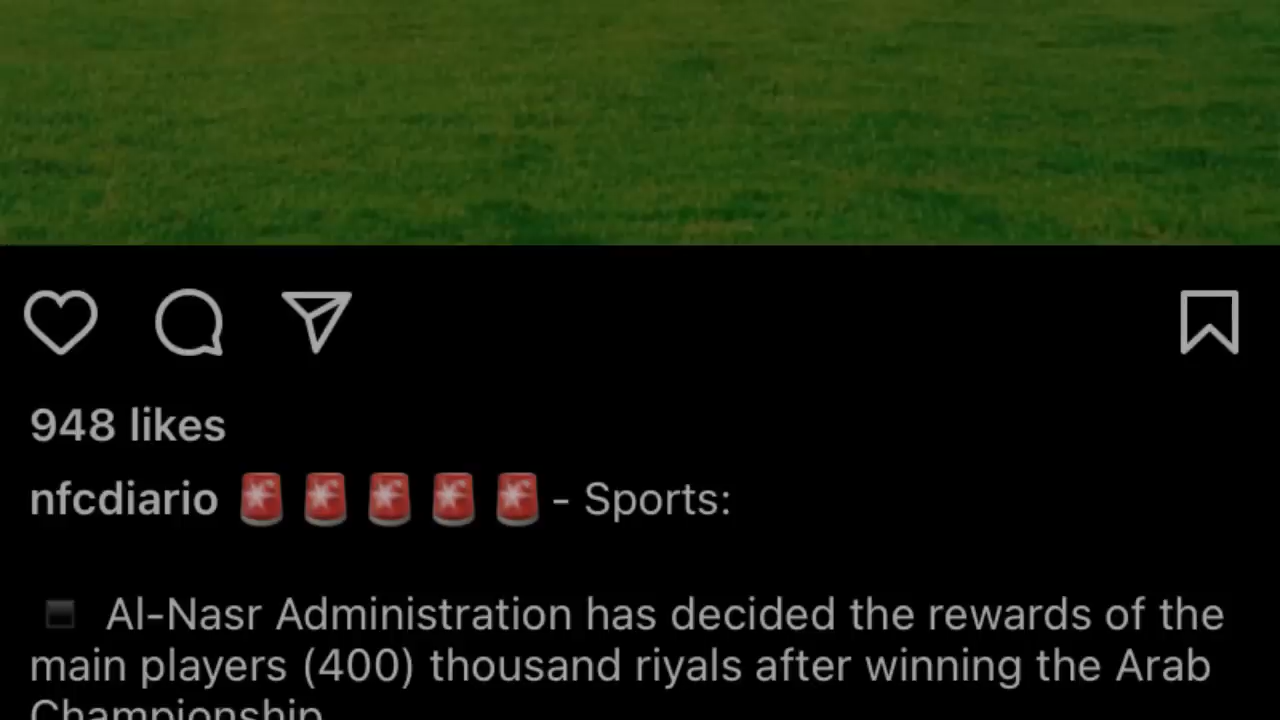 948 likes
nfcdiario 🚨 🚨 🚨 🚨 🚨 - Sports:
◾ Al-Nasr Administration has decided the rewards of the
main players (400) thousand riyals after winning the Arab
Championship